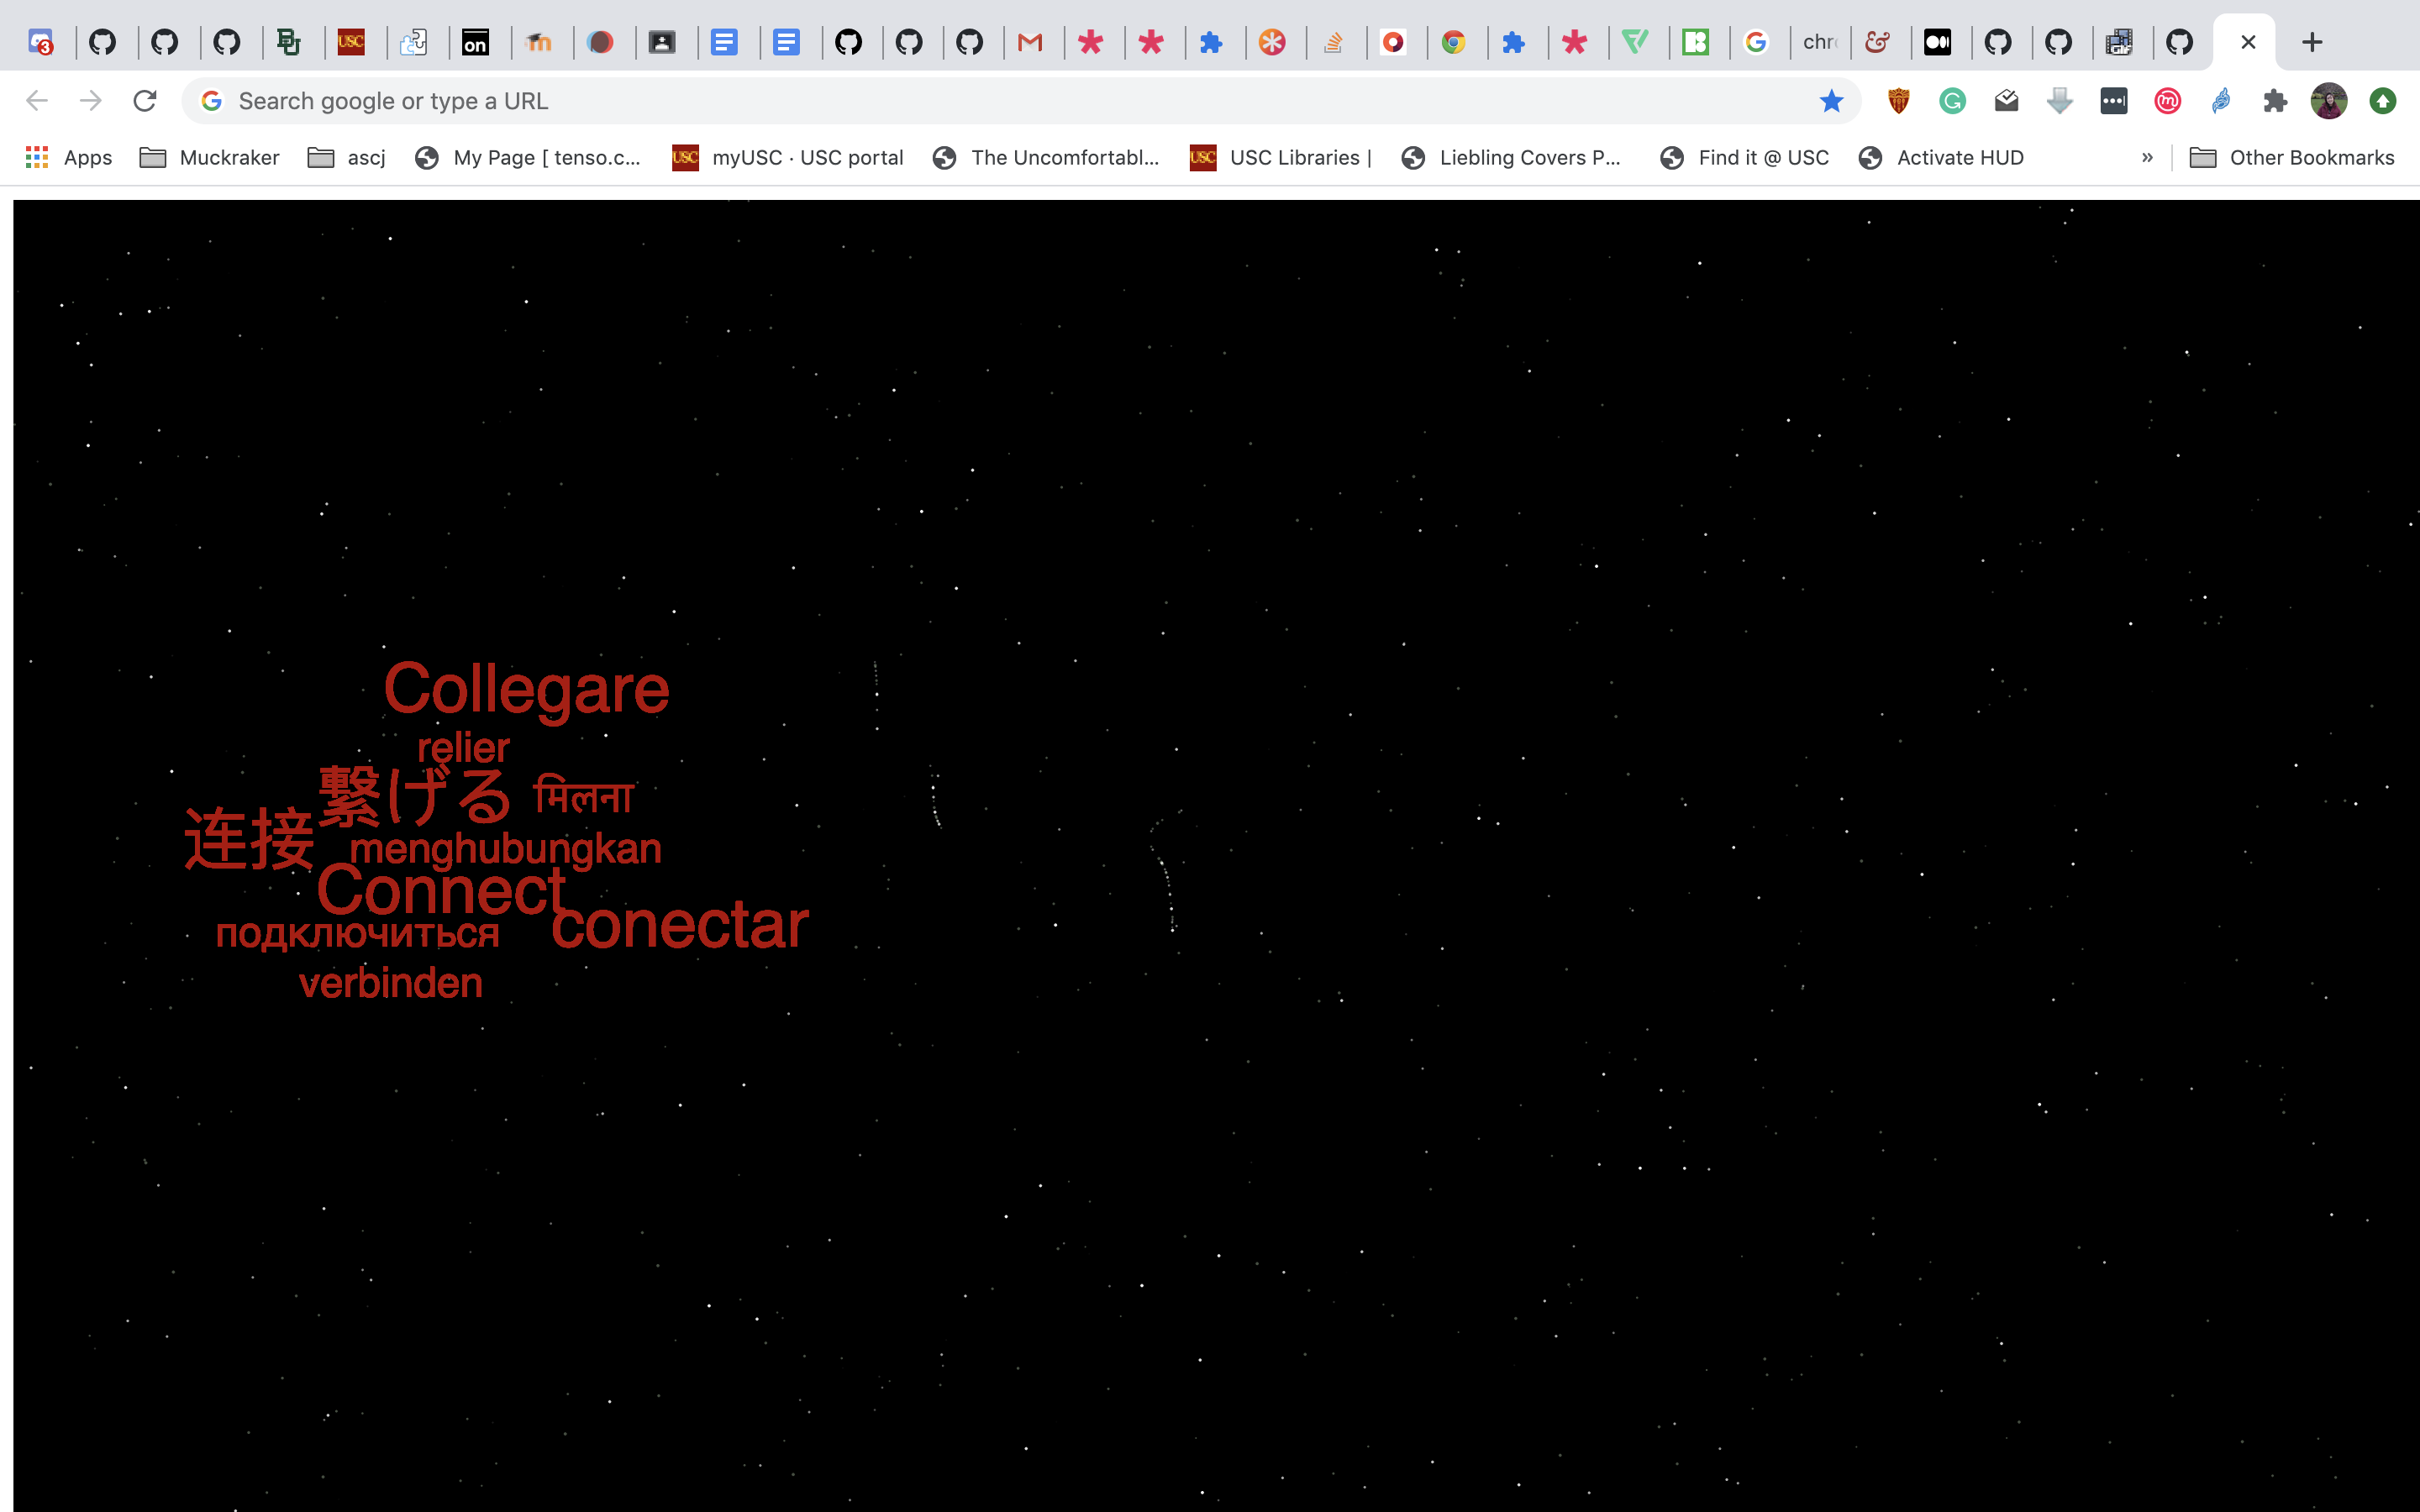 3
BU
USC
on
GIF
chr
Search google or type a URL
Apps
Muckraker
ascj
My Page [ tenso.c...
USC
myUSC · USC portal
The Uncomfortabl...
USC
USC Libraries |
Liebling Covers P...
Find it @ USC
Activate HUD
»
Other Bookmarks
Collegare
relier
繋げる मिलना
连接 menghubungkan
Connect
conectar
подключиться
verbinden